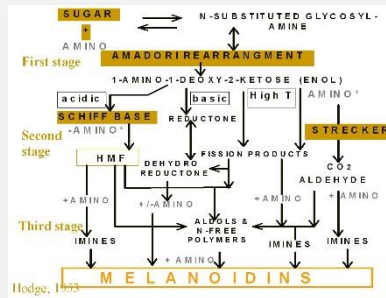 SUGAR
+
AMINO
N-SUBSTITUTED GLYCOSYL-
AMINE
First stage
AMADORI REARRANGMENT
1-AMINO-1-DEOXY-2-KETOSE (ENOL)
acidic
basic
High T
AMINO*
SCHIFF BASE
REDUCTONE
-AMINO*
STRECKER
Second
stage
HMF
DEHYDRO
REDUCTONE
FISSION PRODUCTS
CO2
ALDEHYDE
+AMINO
+/-AMINO
+AMINO
+AMINO
Third stage
ALDOLS &
N-FREE
POLYMERS
IMINES
IMINES
IMINES
+ AMINO
MELANOIDINS
Hodge, 1953